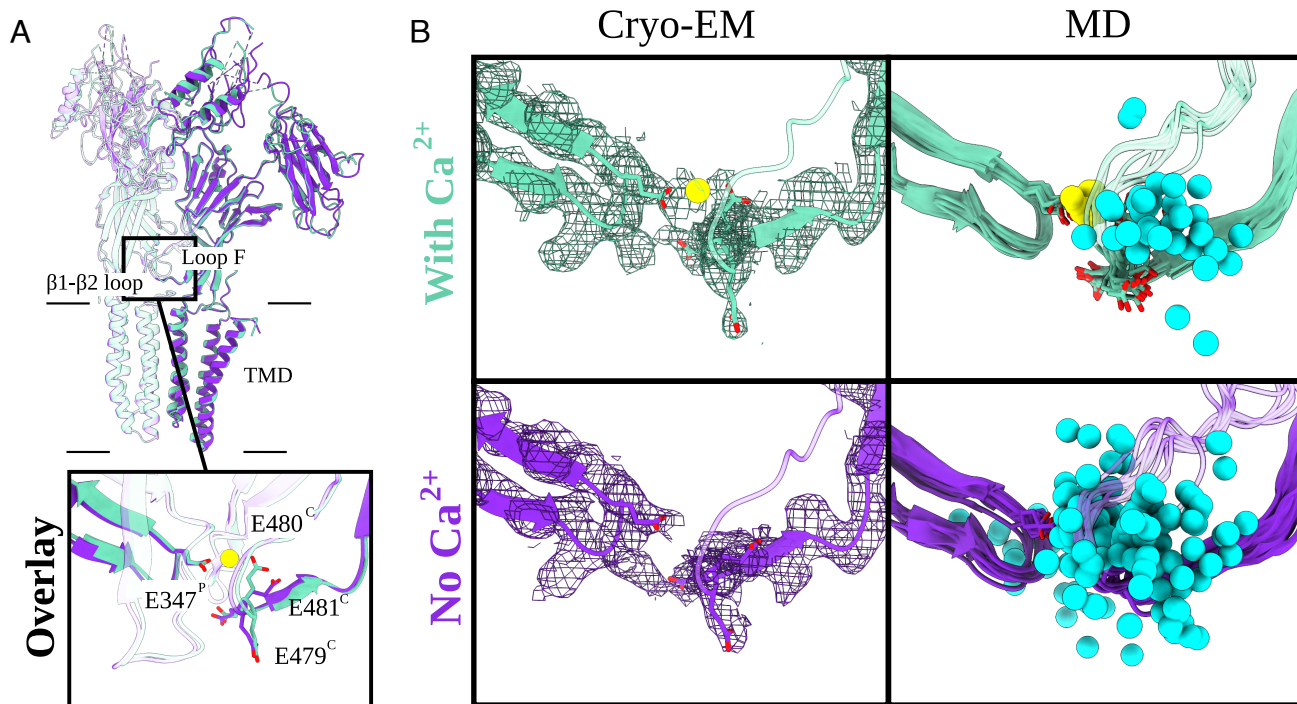 A
B
Cryo-EM
MD
With Ca²⁺
No Ca²⁺
Loop F
β1-β2 loop
TMD
Overlay
E480ᶜ
E347ᴾ
E481ᶜ
E479ᶜ